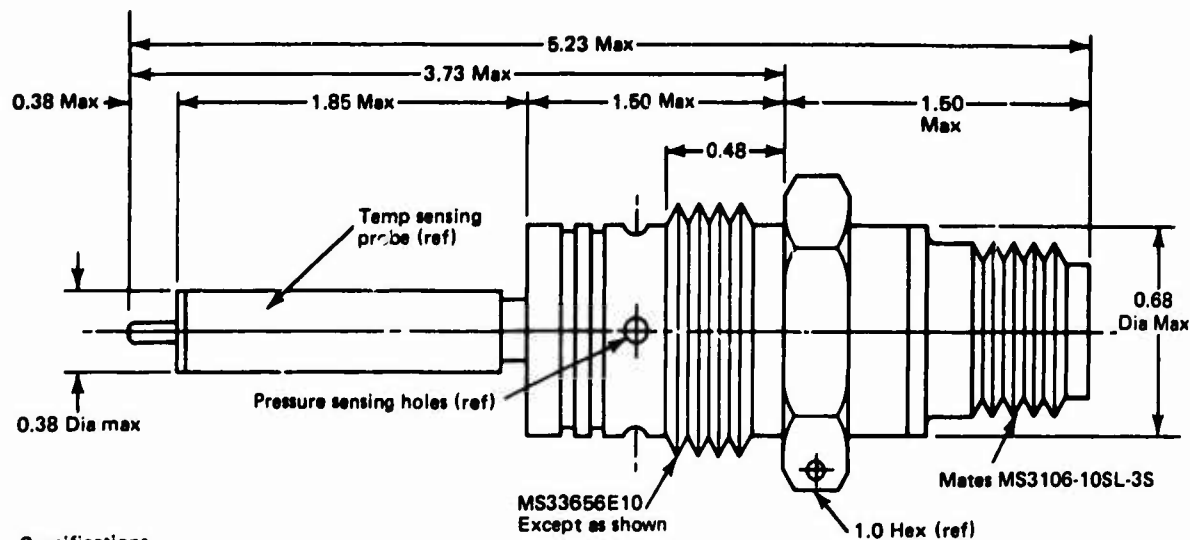 5.23 Max
3.73 Max
0.38 Max
1.85 Max
1.50 Max
1.50
Max
0.48
Temp sensing
probe (ref)
0.68
Dia Max
Pressure sensing holes (ref)
0.38 Dia max
Mates MS3106-10SL-3S
MS33656E10
Except as shown
1.0 Hex (ref)